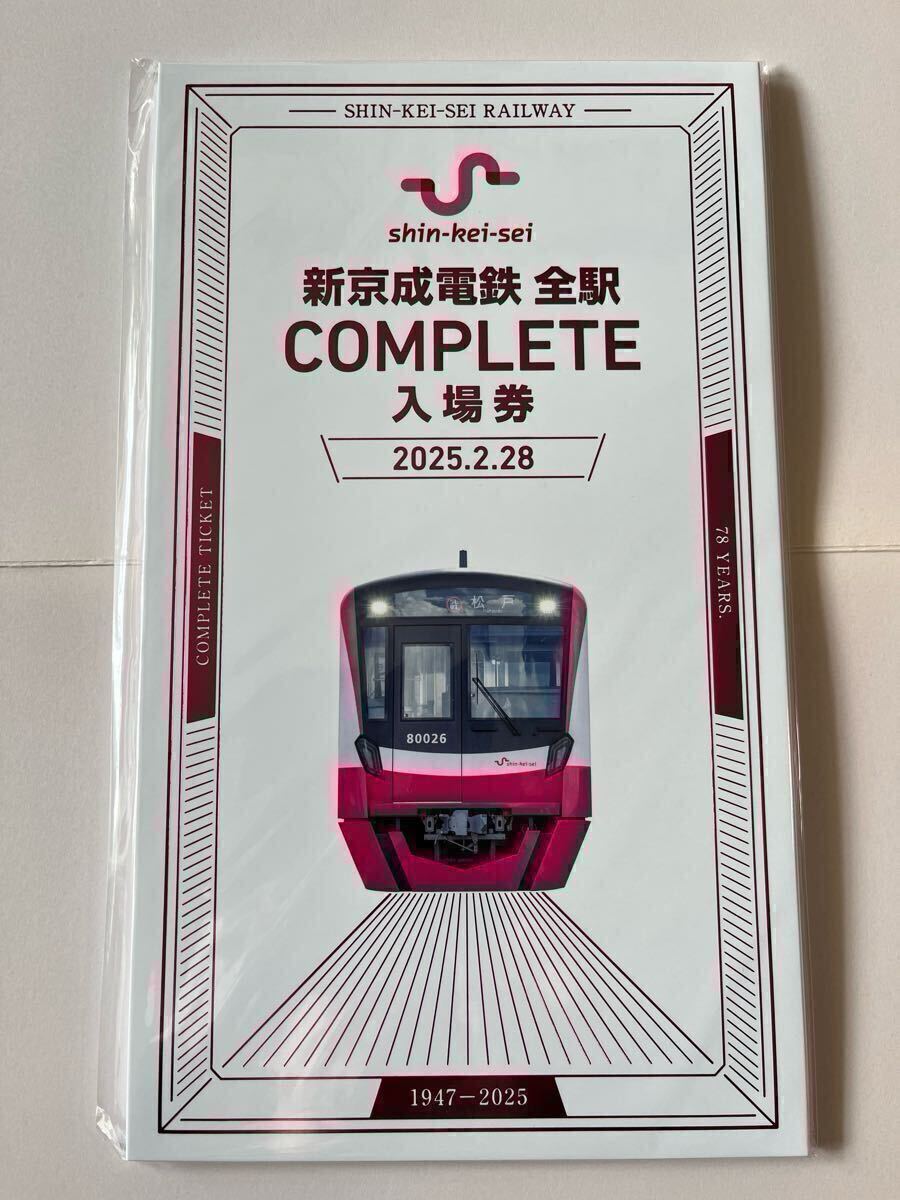 SHIN-KEI-SEI RAILWAY
shin-kei-sei
新京成電鉄 全駅
COMPLETE
入場券
2025.2.28
COMPLETE TICKET
78 YEARS.
松戸
80026
shin-kei-sei
1947-2025